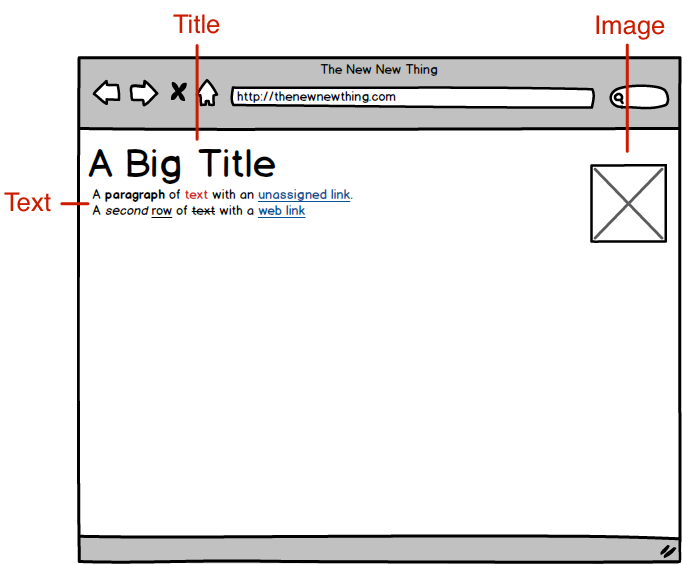 Title
Image
The New New Thing
http://thenewnewthing.com
A Big Title
A paragraph of text with an unassigned link.
Text
A second row of text with a web link